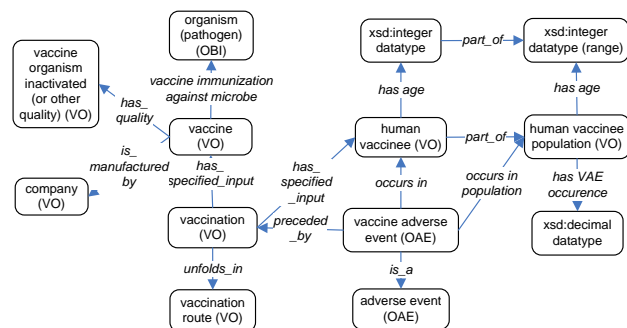 organism
(pathogen)
(OBI)
xsd:integer
datatype
part_of
xsd:integer
datatype (range)
vaccine
organism
inactivated
(or other
quality) (VO)
vaccine immunization
against microbe
has_
quality
has age
has age
vaccine
(VO)
human
vaccinee (VO)
part_of
human vaccinee
population (VO)
is_
manufactured
by
has_
specified_input
has_
specified
_input
occurs in
occurs in
population
has VAE
occurence
company
(VO)
vaccination
(VO)
preceded
_by
vaccine adverse
event (OAE)
xsd:decimal
datatype
unfolds_in
is_a
vaccination
route (VO)
adverse event
(OAE)